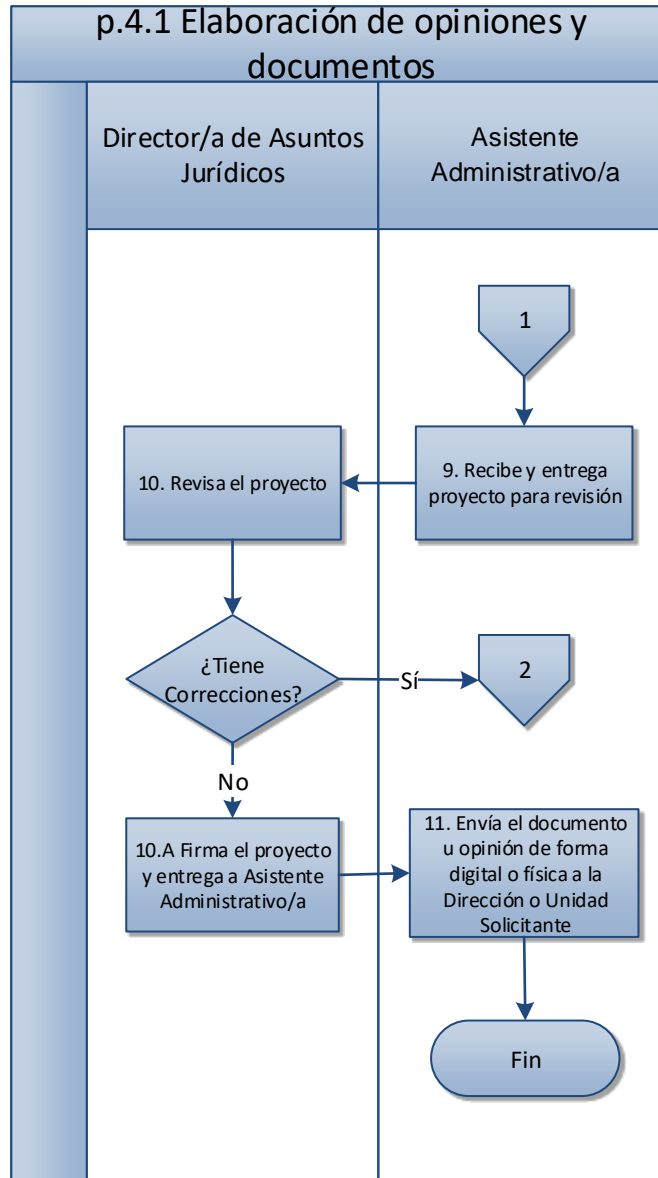 p.4.1 Elaboración de opiniones y
documentos
Director/a de Asuntos
Jurídicos
Asistente
Administrativo/a
1
9. Recibe y entrega
proyecto para revisión
10. Revisa el proyecto
¿Tiene
Correcciones?
Sí
2
No
10.A Firma el proyecto
y entrega a Asistente
Administrativo/a
11. Envía el documento
u opinión de forma
digital o física a la
Dirección o Unidad
Solicitante
Fin